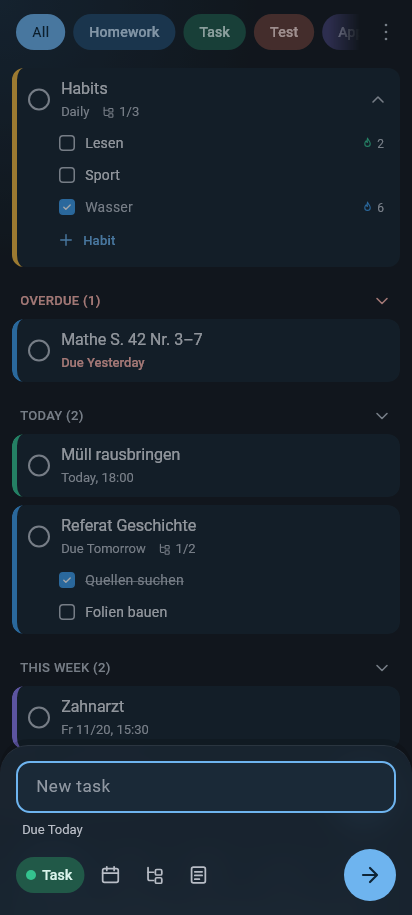 All Homework Task Test Ap
Habits
Daily 1/3
Lesen 2
Sport
Wasser 6
+ Habit
OVERDUE (1)
Mathe S. 42 Nr. 3–7
Due Yesterday
TODAY (2)
Müll rausbringen
Today, 18:00
Referat Geschichte
Due Tomorrow 1/2
Quellen suchen
Folien bauen
THIS WEEK (2)
Zahnarzt
Fr 11/20, 15:30
New task
Due Today
Task